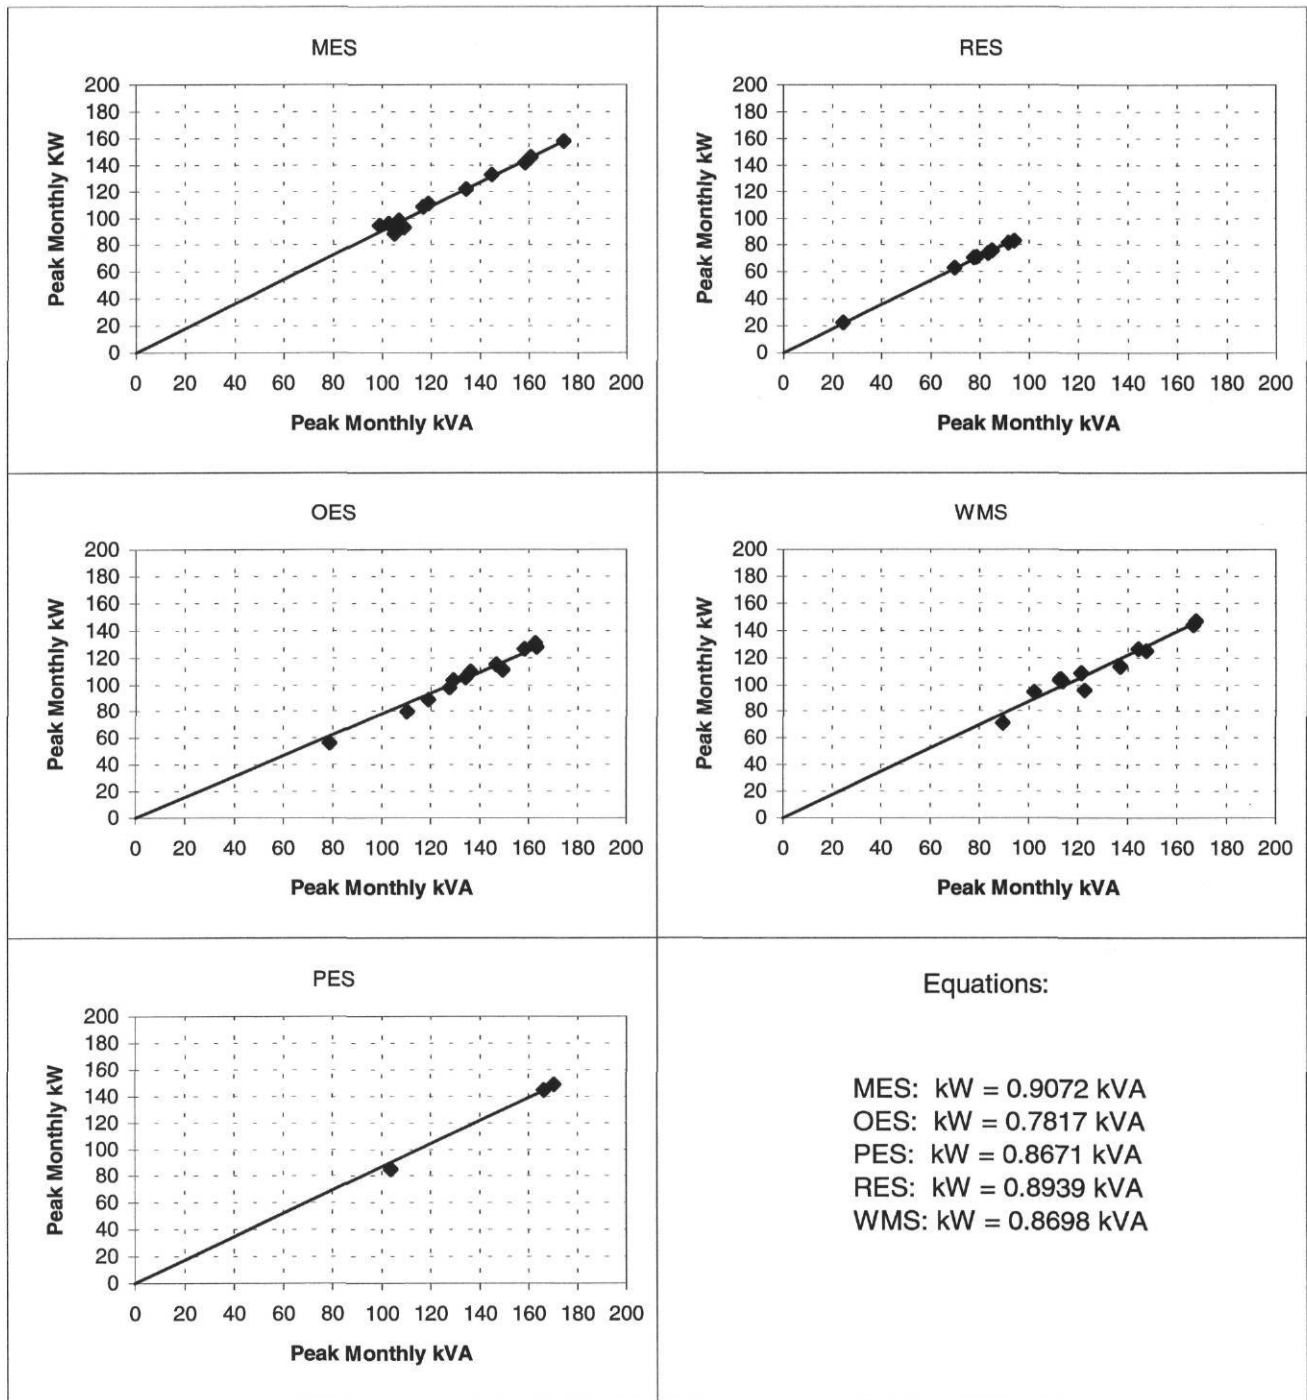 MES
Peak Monthly KW
200
180
160
140
120
100
80
60
40
20
0
0 20 40 60 80 100 120 140 160 180 200
Peak Monthly kVA
RES
Peak Monthly kW
200
180
160
140
120
100
80
60
40
20
0
0 20 40 60 80 100 120 140 160 180 200
Peak Monthly kVA
OES
Peak Monthly kW
200
180
160
140
120
100
80
60
40
20
0
0 20 40 60 80 100 120 140 160 180 200
Peak Monthly kVA
WMS
Peak Monthly kW
200
180
160
140
120
100
80
60
40
20
0
0 20 40 60 80 100 120 140 160 180 200
Peak Monthly kVA
PES
Peak Monthly kW
200
180
160
140
120
100
80
60
40
20
0
0 20 40 60 80 100 120 140 160 180 200
Peak Monthly kVA
Equations:
MES: kW = 0.9072 kVA
OES: kW = 0.7817 kVA
PES: kW = 0.8671 kVA
RES: kW = 0.8939 kVA
WMS: kW = 0.8698 kVA